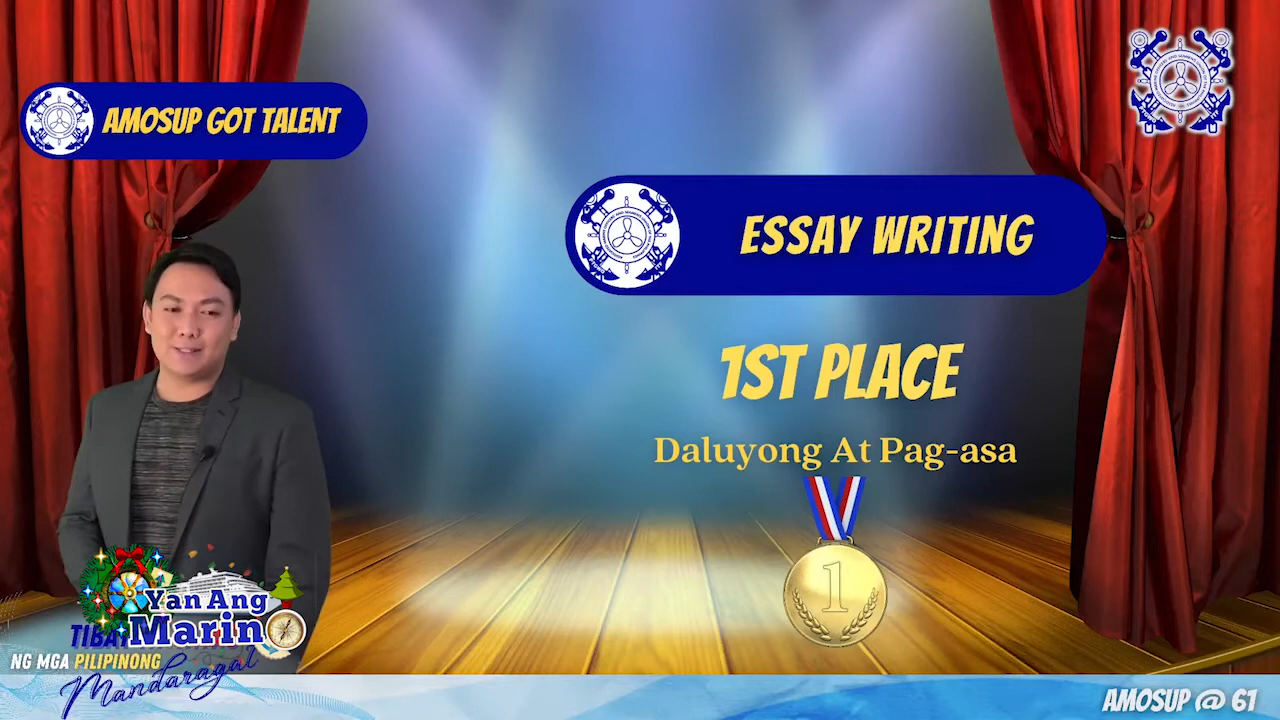 AMOSUP GOT TALENT
ESSAY WRITING
1ST PLACE
Daluyong At Pag-asa
1
Yan Ang
Marino
NG MGA PILIPINONG
Mandaragal
AMOSUP @ 61